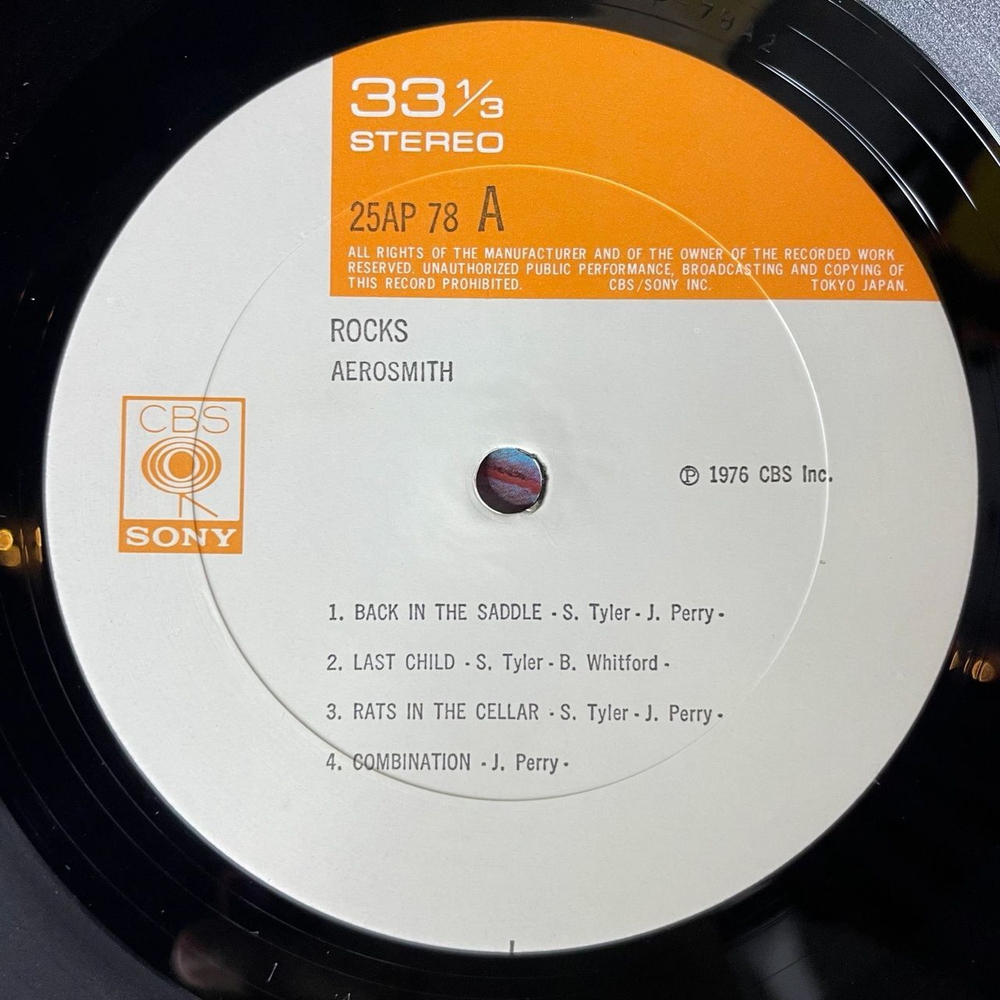 33 1/3
STEREO
25AP 78 A
ALL RIGHTS OF THE MANUFACTURER AND OF THE OWNER OF THE RECORDED WORK
RESERVED. UNAUTHORIZED PUBLIC PERFORMANCE, BROADCASTING AND COPYING OF
THIS RECORD PROHIBITED. CBS/SONY INC. TOKYO JAPAN.
ROCKS
AEROSMITH
CBS
SONY
℗ 1976 CBS Inc.
1. BACK IN THE SADDLE - S. Tyler - J. Perry -
2. LAST CHILD - S. Tyler - B. Whitford -
3. RATS IN THE CELLAR - S. Tyler - J. Perry -
4. COMBINATION - J. Perry -